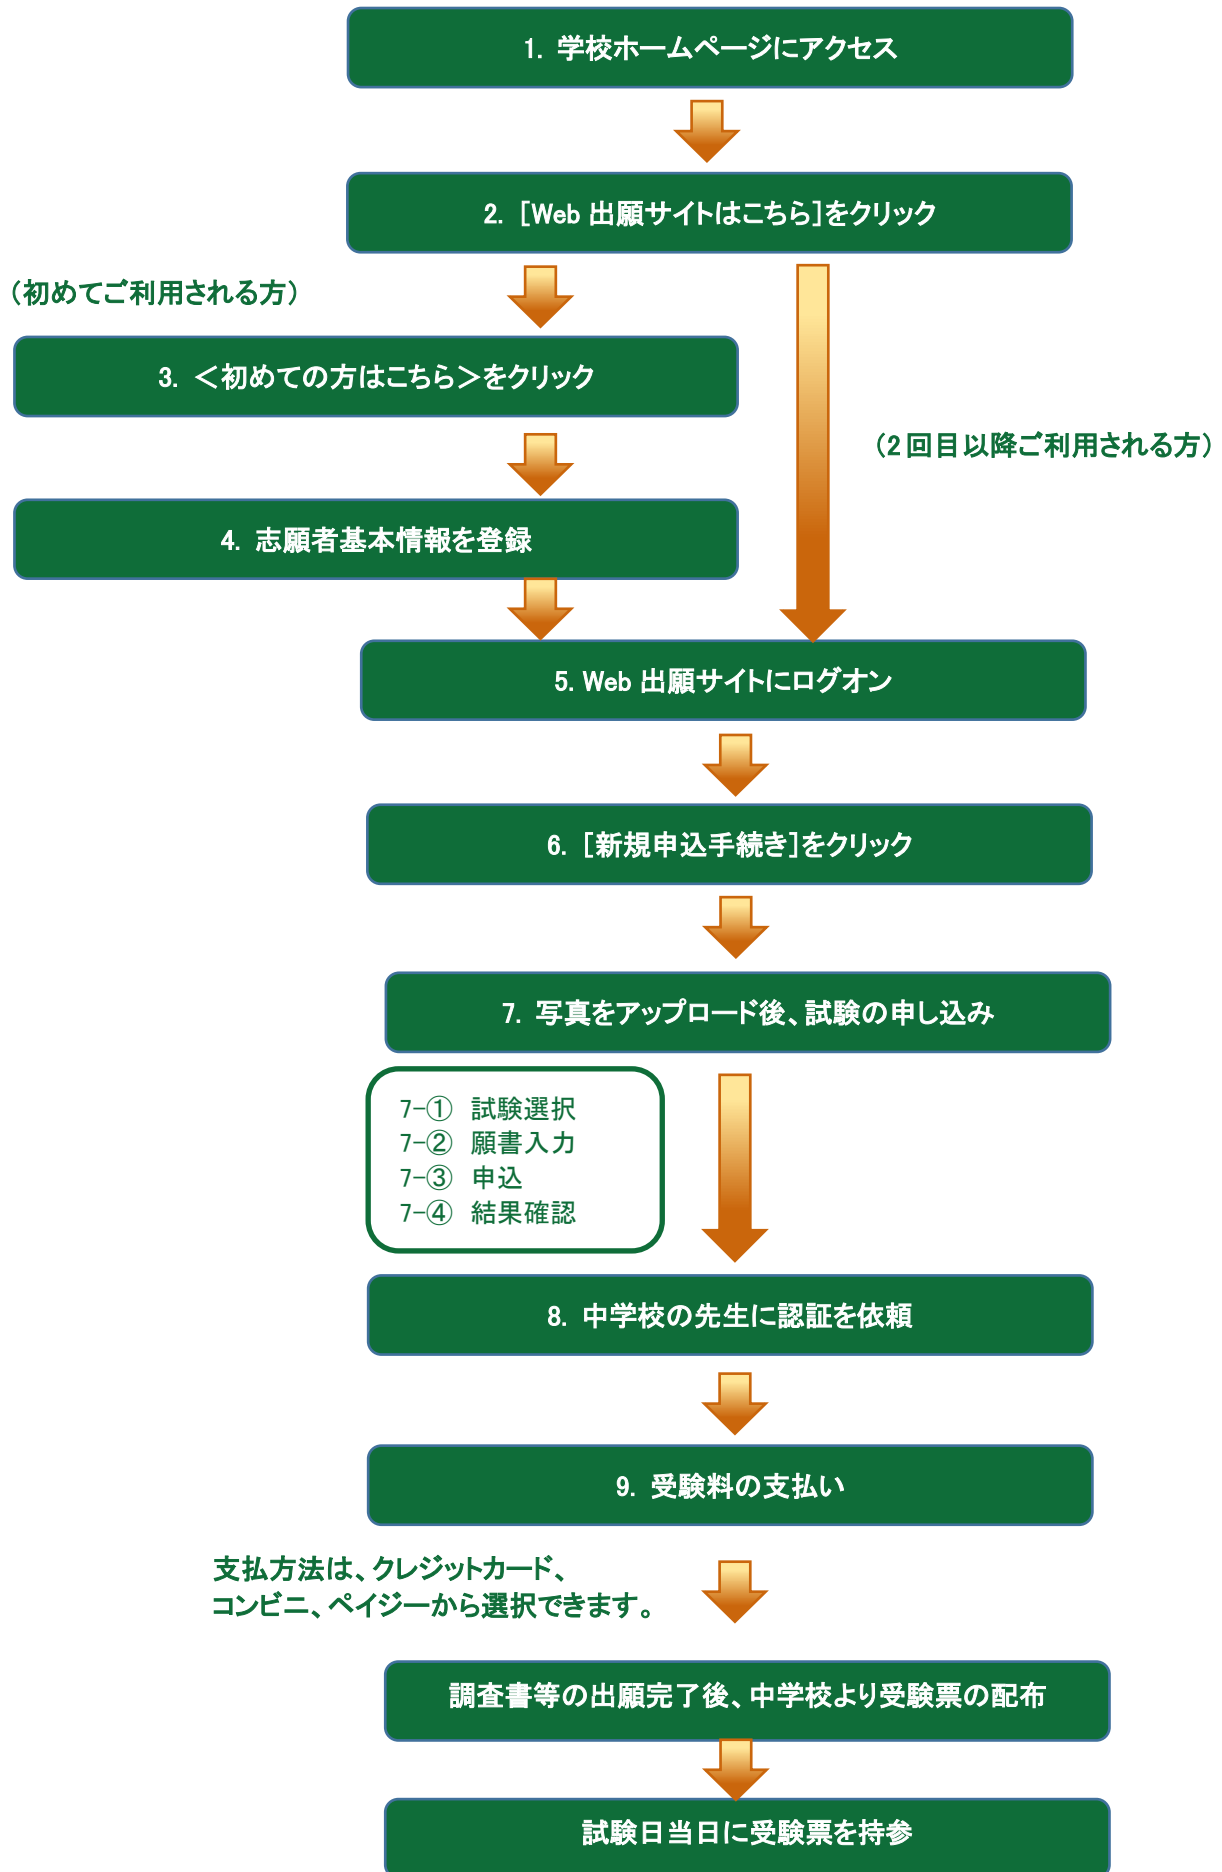 1. 学校ホームページにアクセス
2. [Web 出願サイトはこちら]をクリック
（初めてご利用される方）
3. ＜初めての方はこちら＞をクリック
（2 回目以降ご利用される方）
4. 志願者基本情報を登録
5. Web 出願サイトにログオン
6. [新規申込手続き]をクリック
7. 写真をアップロード後、試験の申し込み
7-① 試験選択
7-② 願書入力
7-③ 申込
7-④ 結果確認
8. 中学校の先生に認証を依頼
9. 受験料の支払い
支払方法は、クレジットカード、
コンビニ、ペイジーから選択できます。
調査書等の出願完了後、中学校より受験票の配布
試験日当日に受験票を持参